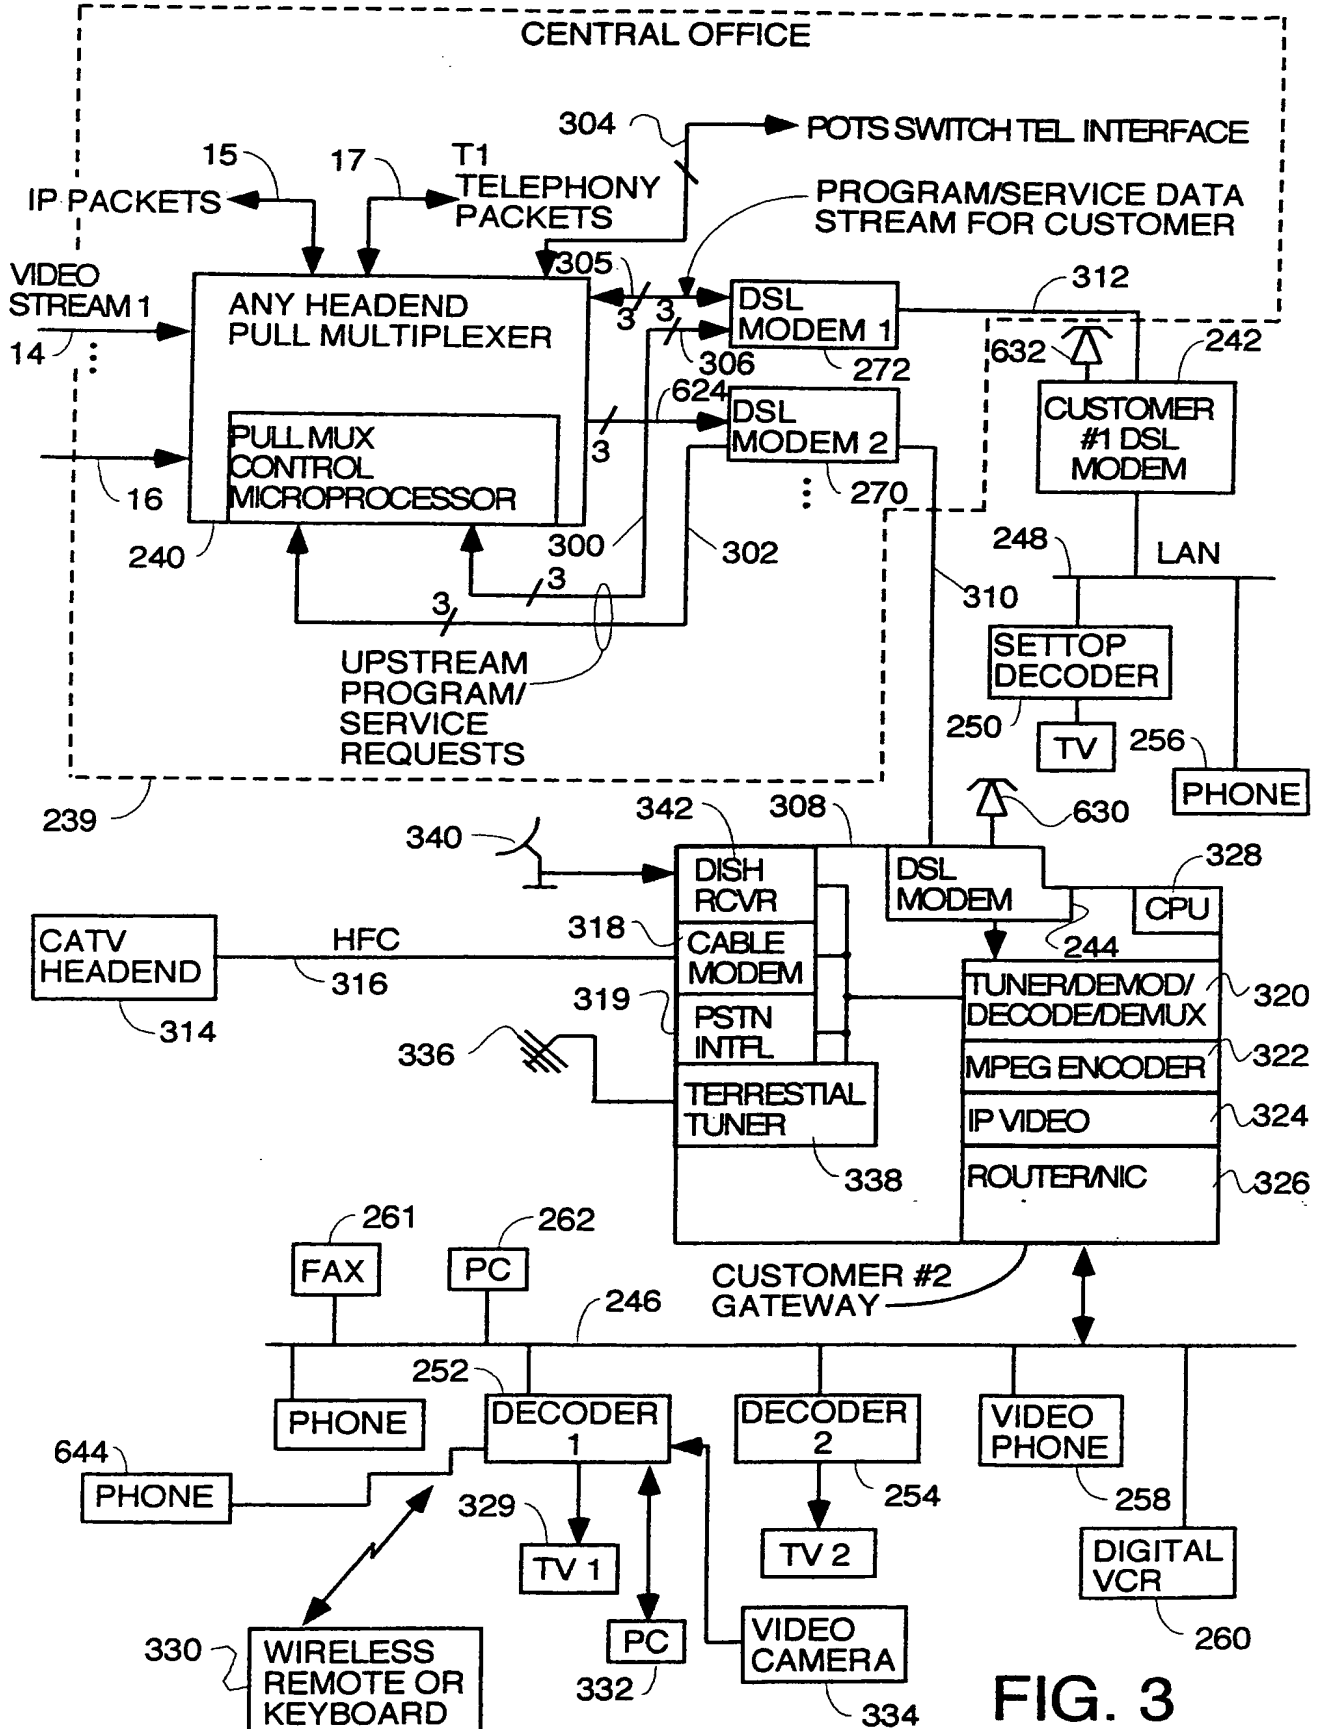 CENTRAL OFFICE
304
POTS SWITCH TEL INTERFACE
15
17
T1
TELEPHONY
PACKETS
IP PACKETS
PROGRAM/SERVICE DATA
STREAM FOR CUSTOMER
VIDEO
STREAM 1
14
16
ANY HEADEND
PULL MULTIPLEXER
305
3
3
306
DSL
MODEM 1
272
312
632
242
624
3
DSL
MODEM 2
270
CUSTOMER
#1 DSL
MODEM
PULL MUX
CONTROL
MICROPROCESSOR
240
300
302
3
3
310
248
LAN
UPSTREAM
PROGRAM/
SERVICE
REQUESTS
SETTOP
DECODER
250
TV
256
PHONE
239
340
342
308
630
DISH
RCVR
DSL
MODEM
328
CPU
244
CATV
HEADEND
314
HFC
316
318
CABLE
MODEM
319
PSTN
INTFL
336
TERRESTIAL
TUNER
338
TUNER/DEMOD/
DECODE/DEMUX
320
MPEG ENCODER
322
IP VIDEO
324
ROUTER/NIC
326
261
FAX
262
PC
CUSTOMER #2
GATEWAY
246
252
PHONE
DECODER
1
DECODER
2
254
VIDEO
PHONE
258
644
PHONE
329
TV 1
TV 2
DIGITAL
VCR
260
330
WIRELESS
REMOTE OR
KEYBOARD
PC
332
VIDEO
CAMERA
334
FIG. 3